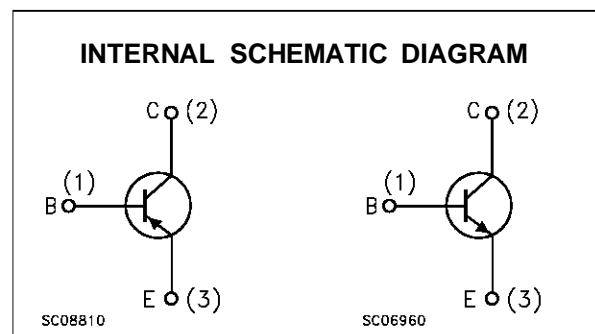 INTERNAL SCHEMATIC DIAGRAM
C (2)
(1)
B
E (3)
SC08810
C (2)
(1)
B
E (3)
SC06960